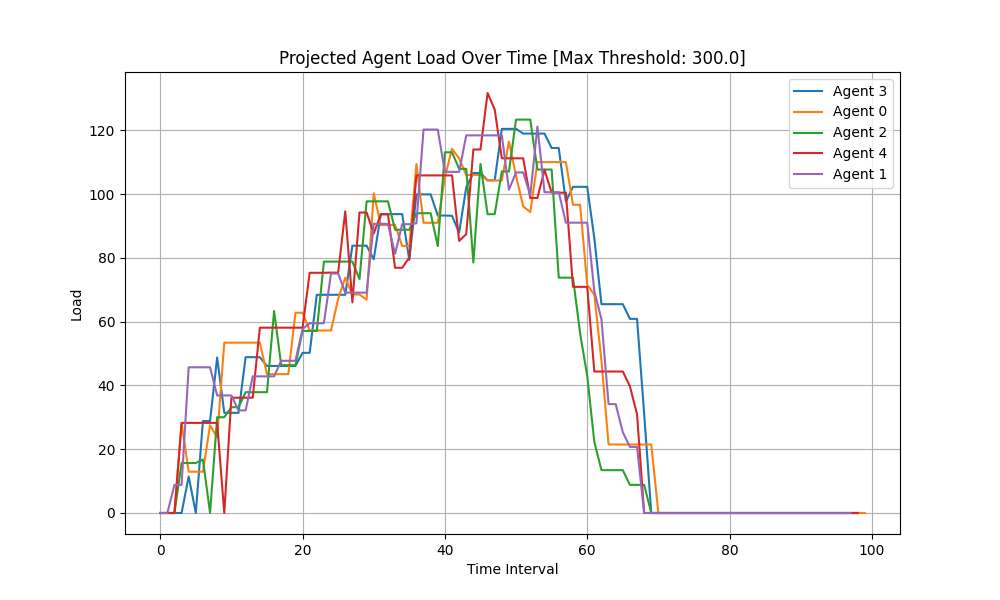 Projected Agent Load Over Time [Max Threshold: 300.0]
Agent 3
Agent 0
Agent 2
Agent 4
Agent 1
Load
120
100
80
60
40
20
0
0 20 40 60 80 100
Time Interval